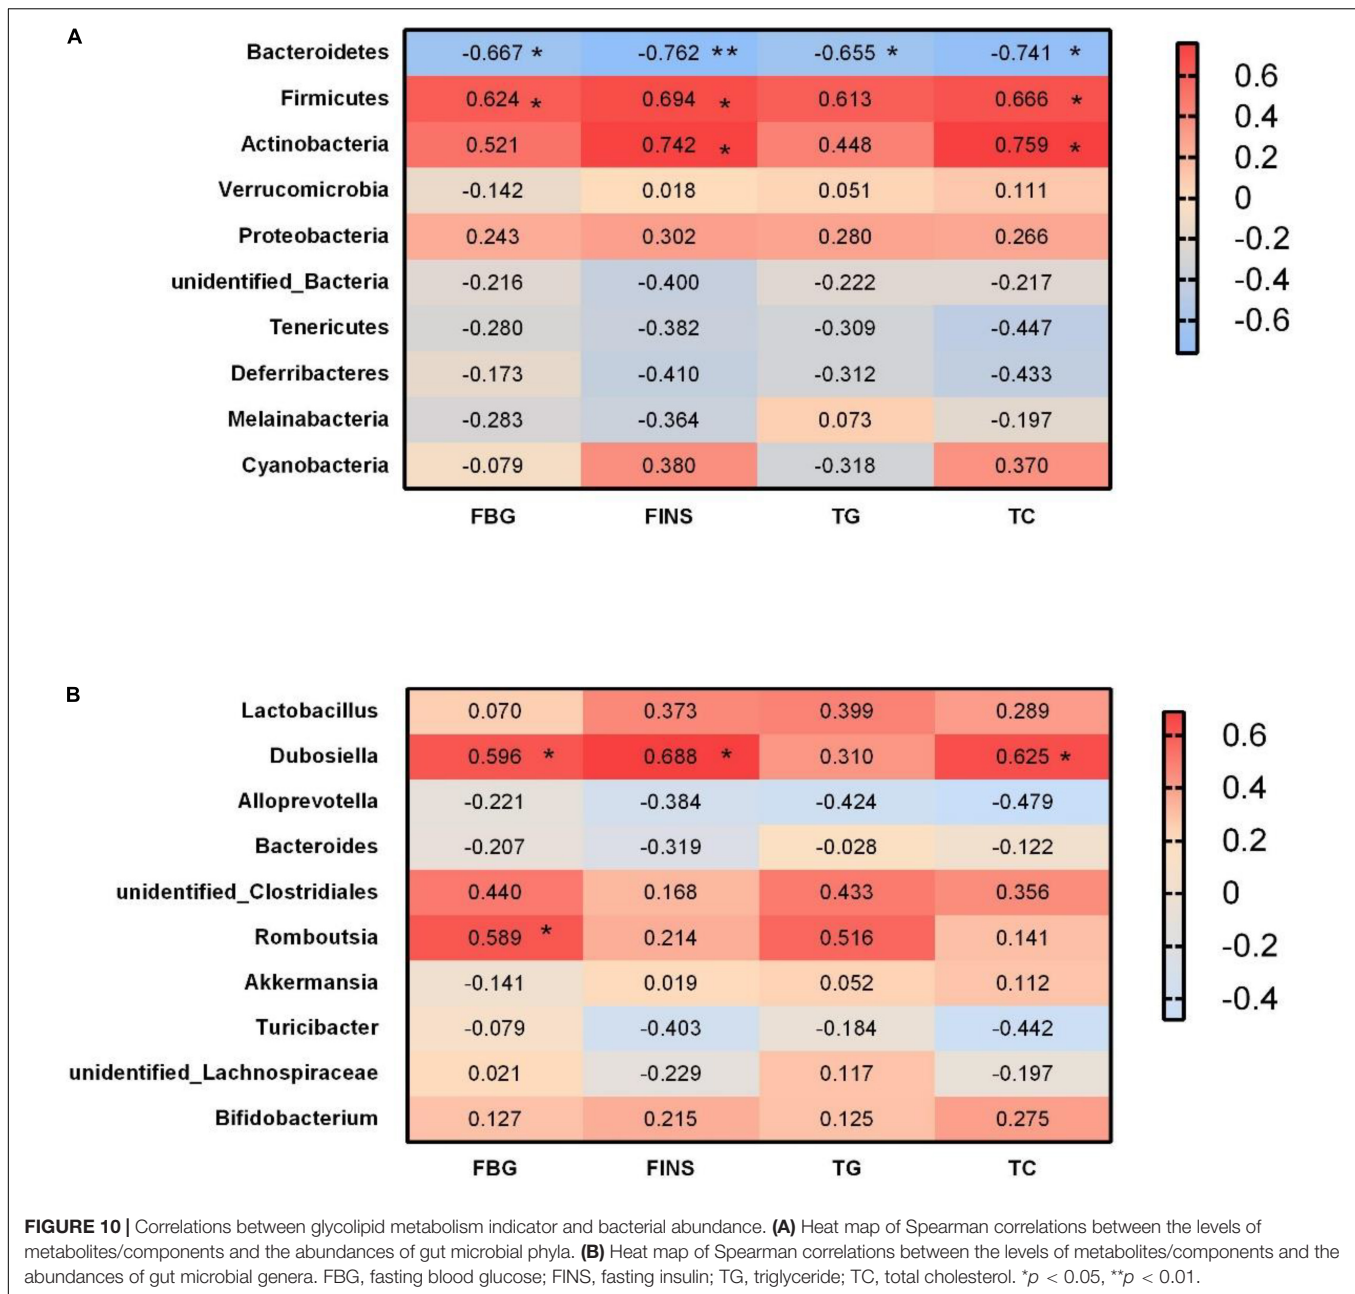 A
Bacteroidetes -0.667 * -0.762 ** -0.655 * -0.741 *
Firmicutes 0.624 * 0.694 * 0.613 0.666 *
Actinobacteria 0.521 0.742 * 0.448 0.759 *
Verrucomicrobia -0.142 0.018 0.051 0.111
Proteobacteria 0.243 0.302 0.280 0.266
unidentified_Bacteria -0.216 -0.400 -0.222 -0.217
Tenericutes -0.280 -0.382 -0.309 -0.447
Deferribacteres -0.173 -0.410 -0.312 -0.433
Melainabacteria -0.283 -0.364 0.073 -0.197
Cyanobacteria -0.079 0.380 -0.318 0.370
FBG FINS TG TC
0.6
0.4
0.2
0
-0.2
-0.4
-0.6
B
Lactobacillus 0.070 0.373 0.399 0.289
Dubosiella 0.596 * 0.688 * 0.310 0.625 *
Alloprevotella -0.221 -0.384 -0.424 -0.479
Bacteroides -0.207 -0.319 -0.028 -0.122
unidentified_Clostridiales 0.440 0.168 0.433 0.356
Romboutsia 0.589 * 0.214 0.516 0.141
Akkermansia -0.141 0.019 0.052 0.112
Turicibacter -0.079 -0.403 -0.184 -0.442
unidentified_Lachnospiraceae 0.021 -0.229 0.117 -0.197
Bifidobacterium 0.127 0.215 0.125 0.275
FBG FINS TG TC
0.6
0.4
0.2
0
-0.2
-0.4
FIGURE 10 | Correlations between glycolipid metabolism indicator and bacterial abundance. (A) Heat map of Spearman correlations between the levels of
metabolites/components and the abundances of gut microbial phyla. (B) Heat map of Spearman correlations between the levels of metabolites/components and the
abundances of gut microbial genera. FBG, fasting blood glucose; FINS, fasting insulin; TG, triglyceride; TC, total cholesterol. *p < 0.05, **p < 0.01.